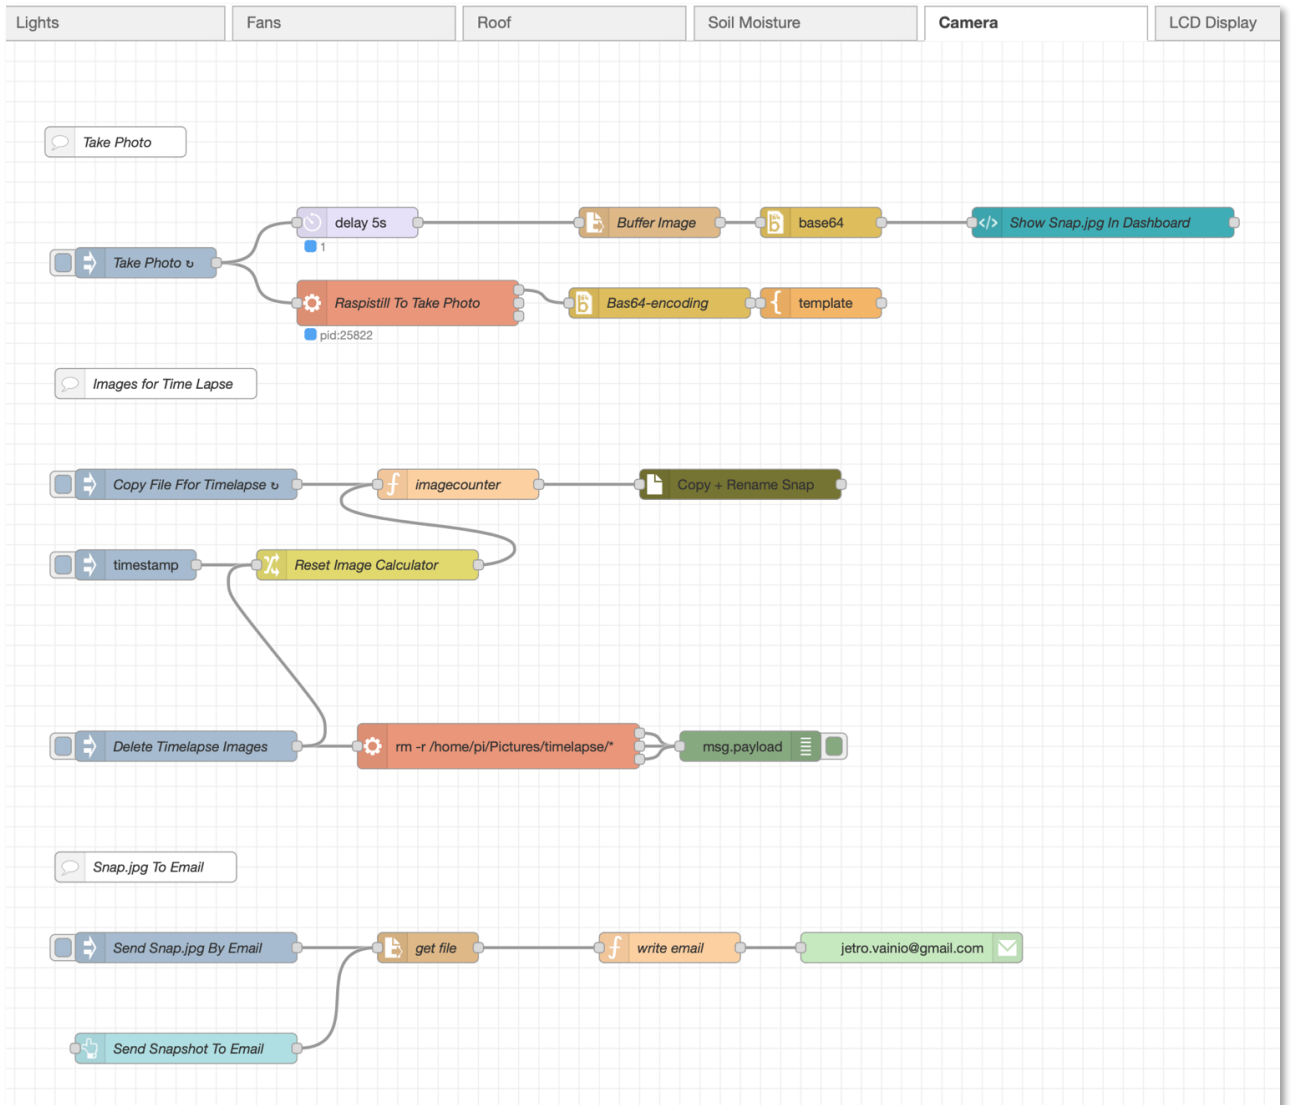 Lights
Fans
Roof
Soil Moisture
Camera
LCD Display
Take Photo
delay 5s
Buffer Image
base64
</> Show Snap.jpg In Dashboard
1
Take Photo ↻
Raspistill To Take Photo
Bas64-encoding
template
pid:25822
Images for Time Lapse
Copy File Ffor Timelapse ↻
imagecounter
Copy + Rename Snap
timestamp
Reset Image Calculator
Delete Timelapse Images
rm -r /home/pi/Pictures/timelapse/*
msg.payload
Snap.jpg To Email
Send Snap.jpg By Email
get file
write email
jetro.vainio@gmail.com
Send Snapshot To Email